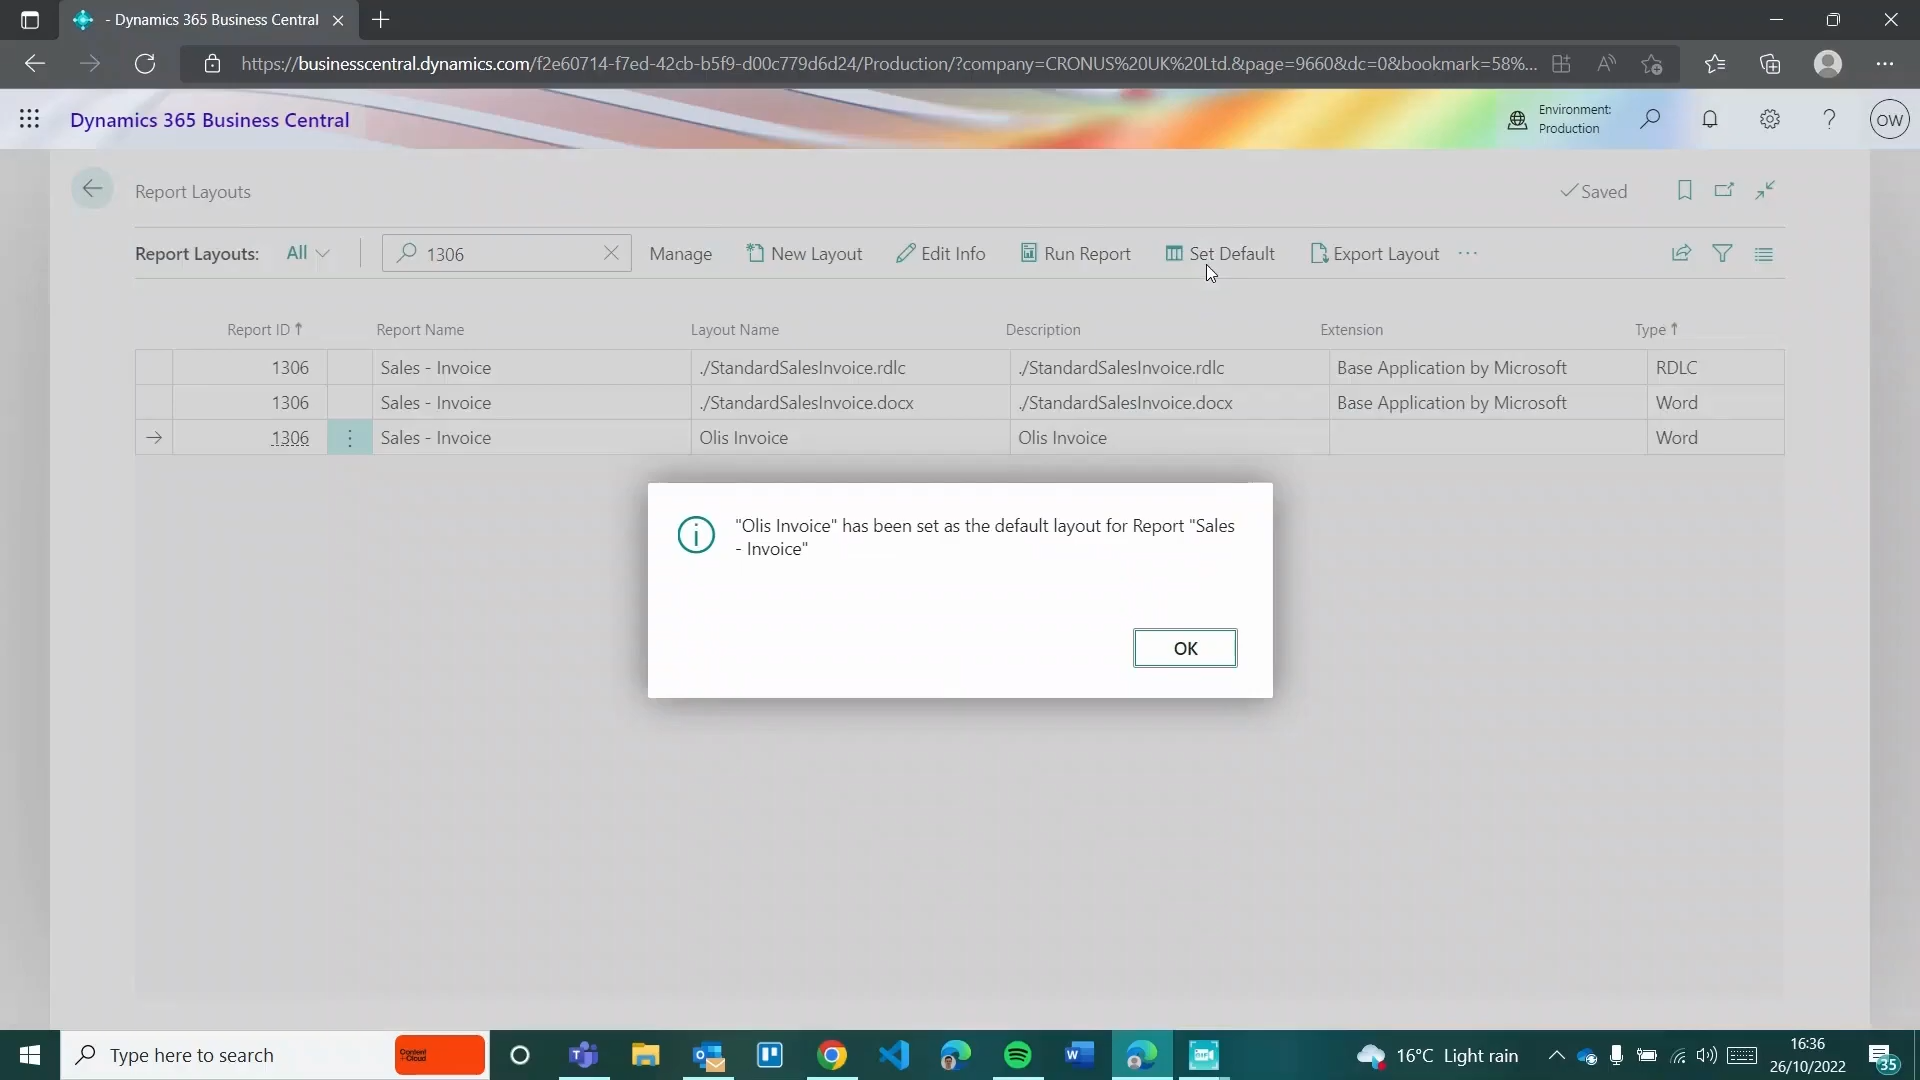 - Dynamics 365 Business Central
https://businesscentral.dynamics.com/f2e60714-f7ed-42cb-b5f9-d00c779d6d24/Production/?company=CRONUS%20UK%20Ltd.&page=9660&dc=0&bookmark=58%...
Dynamics 365 Business Central
Environment:
Production
OW
Report Layouts
Saved
Report Layouts: All 1306 Manage New Layout Edit Info Run Report Set Default Export Layout ...
Report ID ↑ Report Name Layout Name Description Extension Type ↑
1306 Sales - Invoice ./StandardSalesInvoice.rdlc ./StandardSalesInvoice.rdlc Base Application by Microsoft RDLC
1306 Sales - Invoice ./StandardSalesInvoice.docx ./StandardSalesInvoice.docx Base Application by Microsoft Word
1306 Sales - Invoice Olis Invoice Olis Invoice Word
"Olis Invoice" has been set as the default layout for Report "Sales
- Invoice"
OK
Type here to search
Content
+Cloud
16°C Light rain
16:36
26/10/2022
35